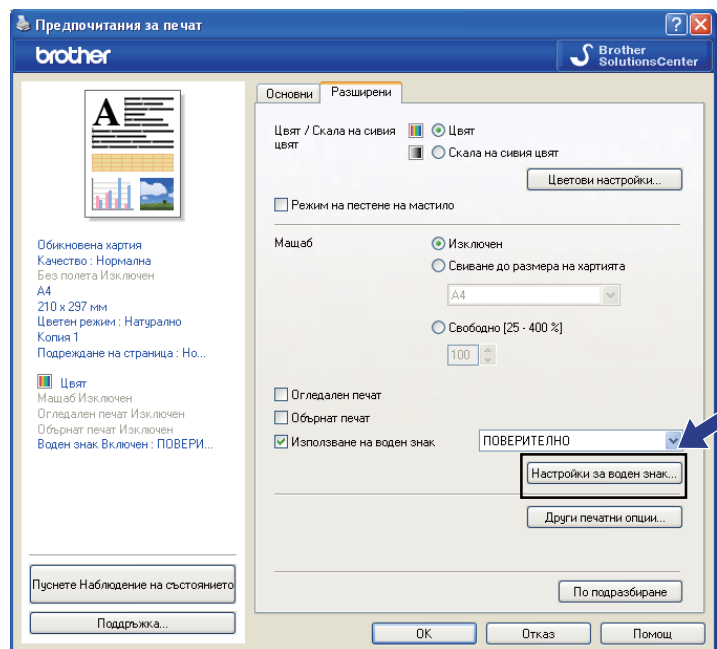 Предпочитания за печат
brother
Brother
SolutionsCenter
A
Обикновена хартия
Качество : Нормална
Без полета Изключен
A4
210 x 297 мм
Цветен режим : Натурално
Копия 1
Подреждане на страница : Но...
Цвят
Мащаб Изключен
Огледален печат Изключен
Обърнат печат Изключен
Воден знак Включен : ПОВЕРИ...
Пуснете Наблюдение на състоянието
Поддръжка...
Основни
Разширени
Цвят / Скала на сивия
цвят
Цвят
Скала на сивия цвят
Цветови настройки...
Режим на пестене на мастило
Мащаб
Изключен
Свиване до размера на хартията
A4
Свободно [25 - 400 %]
100
Огледален печат
Обърнат печат
Използване на воден знак
ПОВЕРИТЕЛНО
Настройки за воден знак...
Други печатни опции...
По подразбиране
OK
Отказ
Помощ